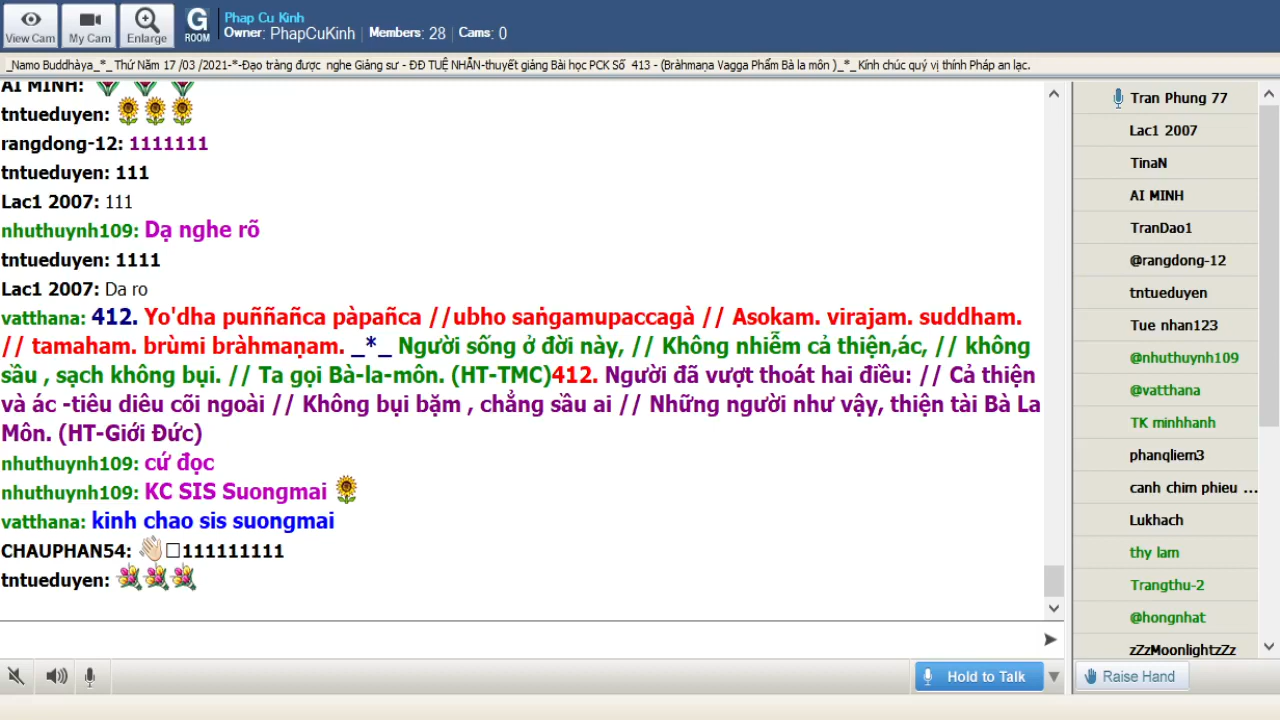 View Cam
My Cam
Enlarge
G
ROOM
Phap Cu Kinh
Owner: PhapCuKinh | Members: 28 | Cams: 0
_Namo Buddhàya_*_ Thứ Năm 17 /03 /2021-*-Đạo tràng được nghe Giảng sư - ĐĐ TUỆ NHẪN-thuyết giảng Bài học PCK Số 413 - (Bràhmaṇa Vagga Phẩm Bà la môn )_*_ Kính chúc quý vị thính Pháp an lạc.
AI MINH:
tntueduyen:
rangdong-12: 1111111
tntueduyen: 111
Lac1 2007: 111
nhuthuynh109: Dạ nghe rõ
tntueduyen: 1111
Lac1 2007: Da ro
vatthana: 412. Yo'dha puññañca pàpañca //ubho saṅgamupaccagà // Asokam. virajam. suddham.
// tamaham. brùmi bràhmaṇam. _*_ Người sống ở đời này, // Không nhiễm cả thiện,ác, // không
sầu , sạch không bụi. // Ta gọi Bà-la-môn. (HT-TMC)412. Người đã vượt thoát hai điều: // Cả thiện
và ác -tiêu diêu cõi ngoài // Không bụi bặm , chẳng sầu ai // Những người như vậy, thiện tài Bà La
Môn. (HT-Giới Đức)
nhuthuynh109: cứ đọc
nhuthuynh109: KC SIS Suongmai
vatthana: kinh chao sis suongmai
CHAUPHAN54: 111111111
tntueduyen:
Hold to Talk
Tran Phung 77
Lac1 2007
TinaN
AI MINH
TranDao1
@rangdong-12
tntueduyen
Tue nhan123
@nhuthuynh109
@vatthana
TK minhhanh
phanqliem3
canh chim phieu ...
Lukhach
thy lam
Trangthu-2
@hongnhat
zZzMoonlightzZz
Raise Hand